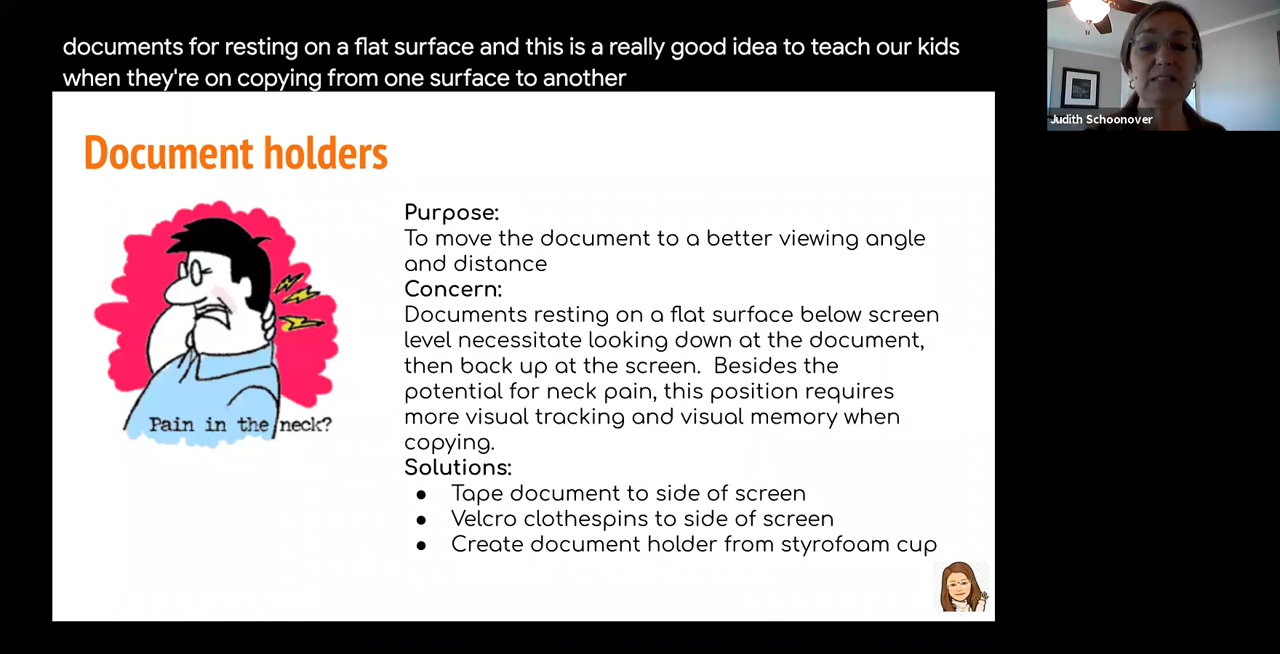 documents for resting on a flat surface and this is a really good idea to teach our kids
when they're on copying from one surface to another
Judith Schoonover
Document holders
Pain in the neck?
Purpose:
To move the document to a better viewing angle
and distance
Concern:
Documents resting on a flat surface below screen
level necessitate looking down at the document,
then back up at the screen.  Besides the
potential for neck pain, this position requires
more visual tracking and visual memory when
copying.
Solutions:
● Tape document to side of screen
● Velcro clothespins to side of screen
● Create document holder from styrofoam cup